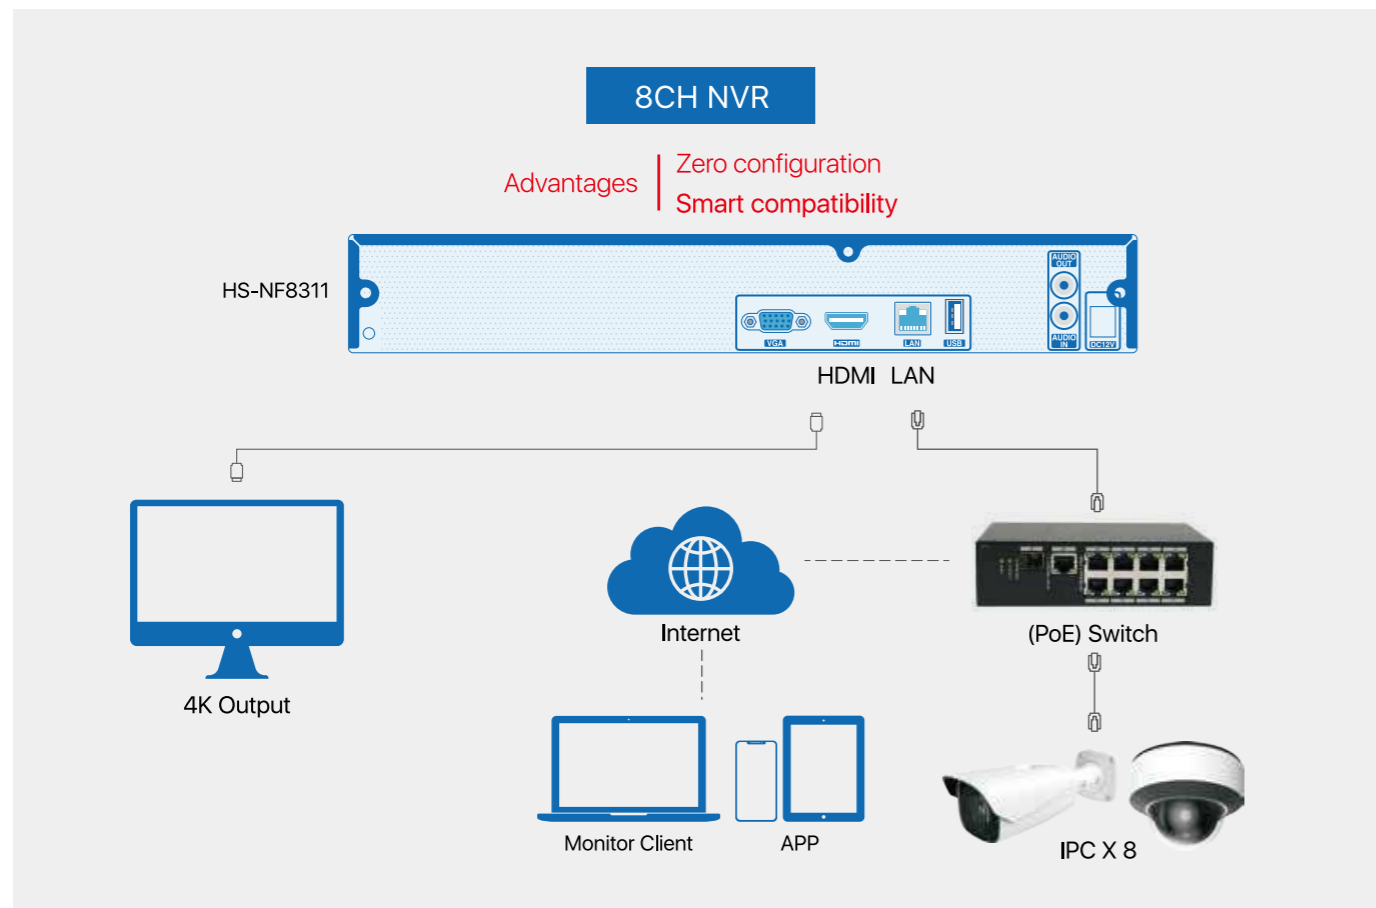 8CH NVR
Advantages
Zero configuration
Smart compatibility
HS-NF8311
AUDIO
OUT
AUDIO
IN
VGA
HDMI
LAN
USB
DC12V
HDMI LAN
4K Output
Internet
(PoE) Switch
Monitor Client
APP
IPC X 8